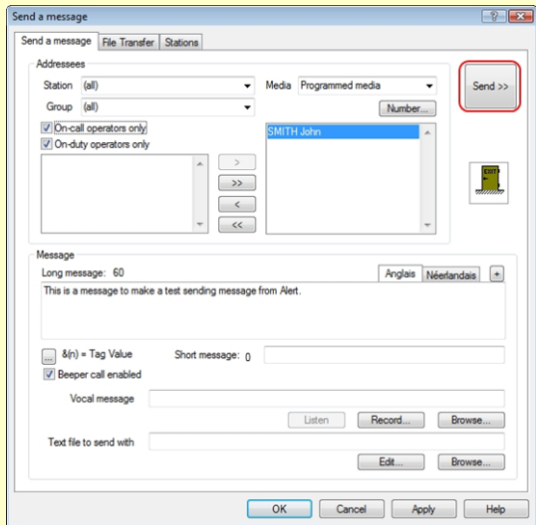 Send a message
Send a message File Transfer Stations
Addressees
Station (all) Media Programmed media Send >>
Group (all) Number...
On-call operators only SMITH John
On-duty operators only
>
>>
<
<<
EXIT
Message
Long message: 60 Anglais Néerlandais +
This is a message to make a test sending message from Alert.
... &(n) = Tag Value Short message: 0
Beeper call enabled
Vocal message
Listen Record... Browse...
Text file to send with
Edit... Browse...
OK Cancel Apply Help